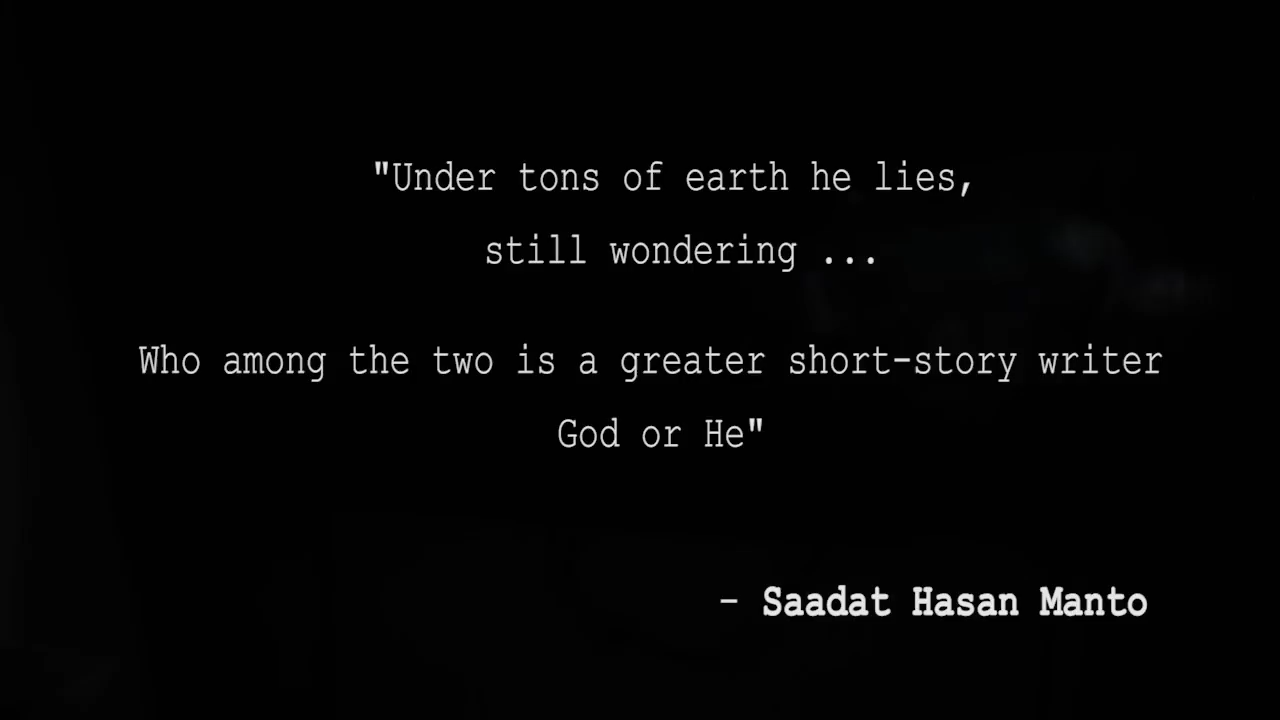 "Under tons of earth he lies,
still wondering ...
Who among the two is a greater short-story writer
God or He"
- Saadat Hasan Manto